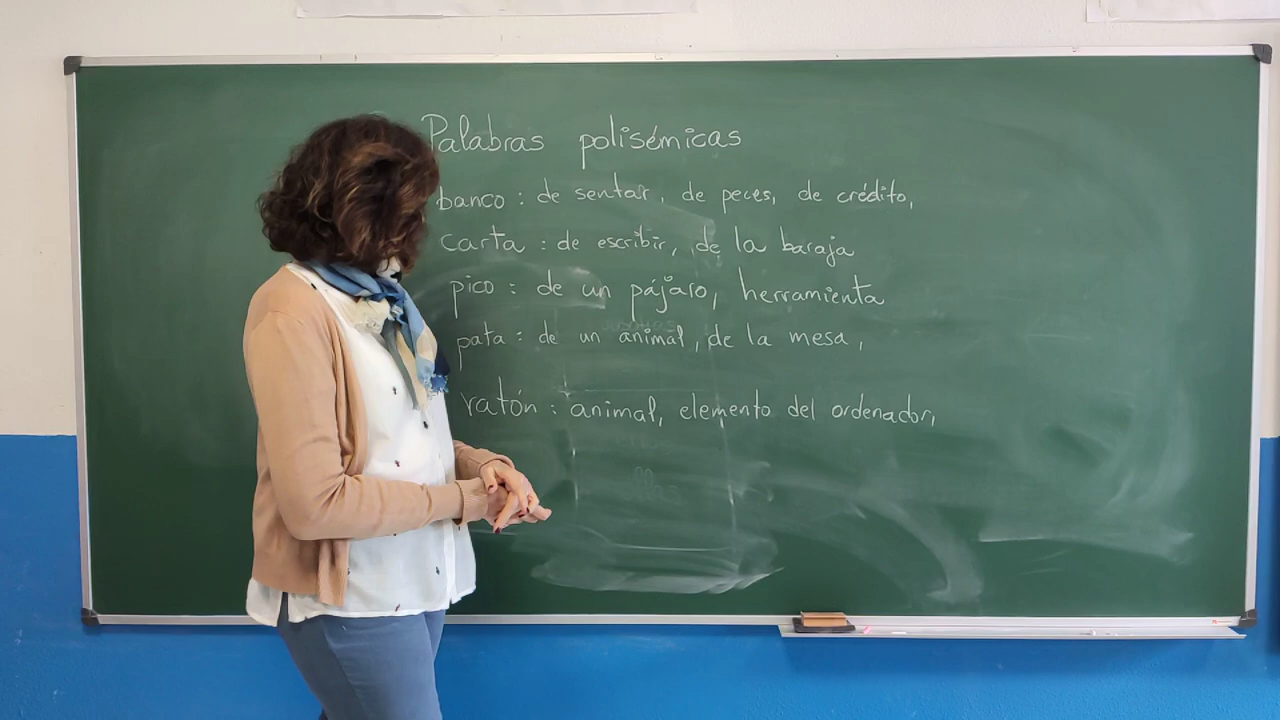 Palabras polisémicas
banco : de sentar, de peces, de crédito,
carta : de escribir, de la baraja
pico : de un pájaro, herramienta
pata : de un animal, de la mesa,
ratón : animal, elemento del ordenador,